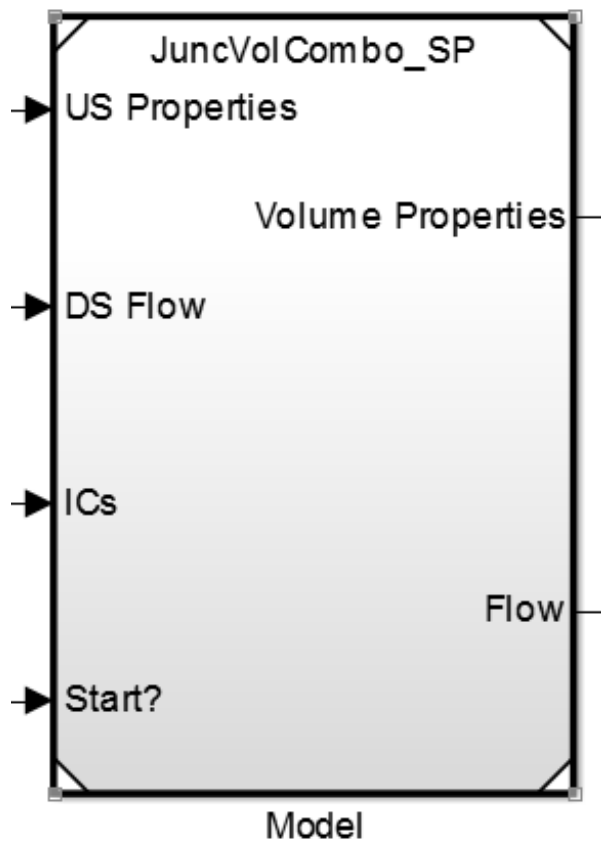 JuncVolCombo_SP
US Properties
Volume Properties
DS Flow
ICs
Flow
Start?
Model